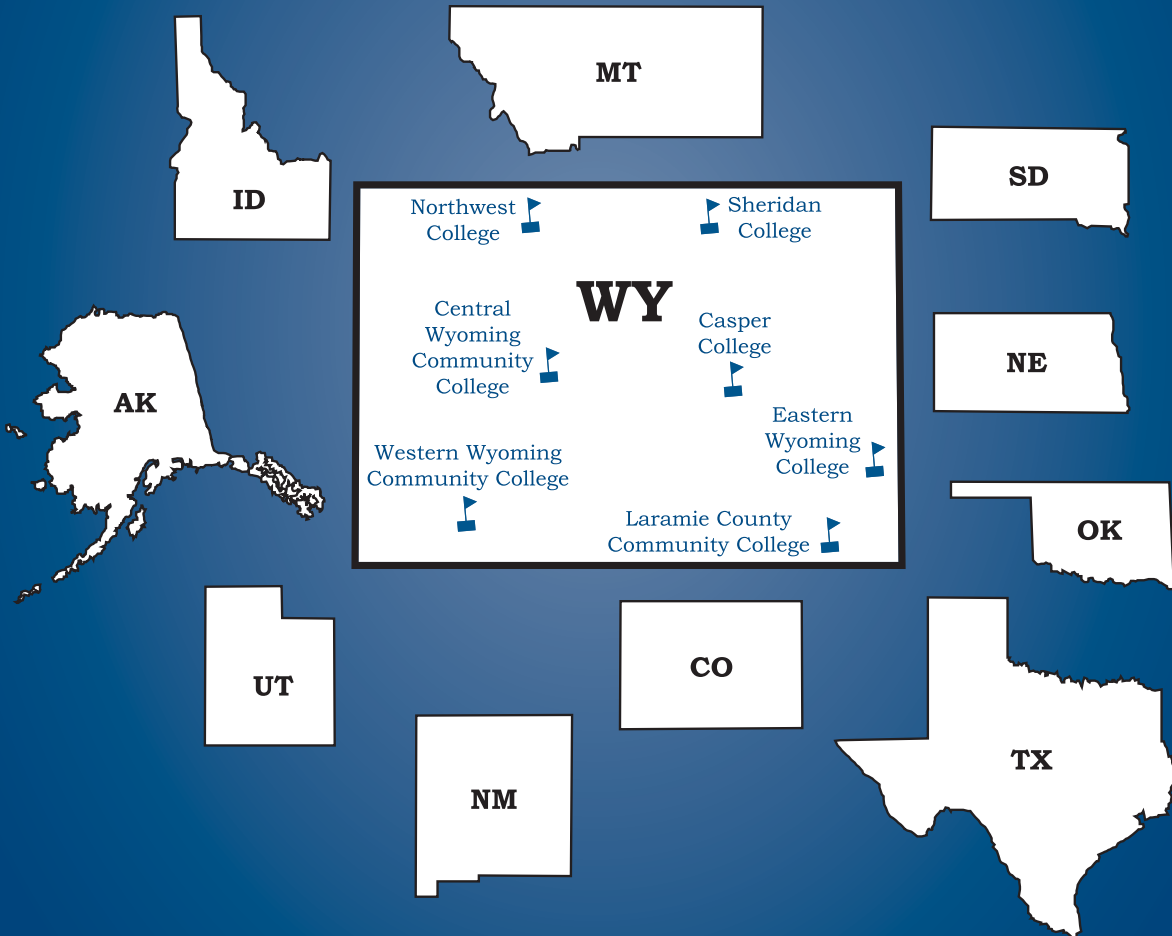 MT
ID
SD
Northwest
College
Sheridan
College
WY
Central
Wyoming
Community
College
Casper
College
NE
AK
Eastern
Wyoming
College
Western Wyoming
Community College
Laramie County
Community College
OK
UT
CO
NM
TX